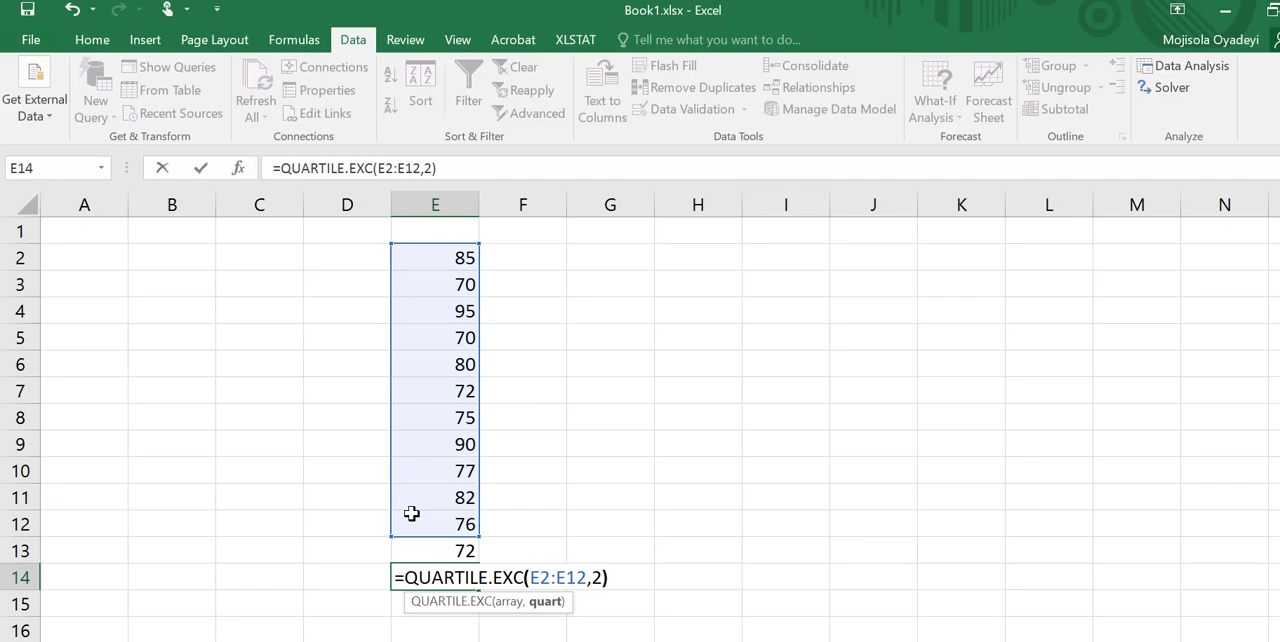 Book1.xlsx - Excel
File Home Insert Page Layout Formulas Data Review View Acrobat XLSTAT Tell me what you want to do... Mojisola Oyadeyi
Get External Data
New Query
Show Queries
From Table
Recent Sources
Get & Transform
Refresh All
Connections
Properties
Edit Links
Connections
A Z
Z A
Z A A Z
Sort
Filter
Clear
Reapply
Advanced
Sort & Filter
Text to Columns
Flash Fill
Remove Duplicates
Data Validation
Consolidate
Relationships
Manage Data Model
Data Tools
What-If Analysis
Forecast Sheet
Forecast
Group
Ungroup
Subtotal
Outline
Data Analysis
Solver
Analyze
E14 fx =QUARTILE.EXC(E2:E12,2)
A B C D E F G H I J K L M N
1
2 85
3 70
4 95
5 70
6 80
7 72
8 75
9 90
10 77
11 82
12 76
13 72
14 =QUARTILE.EXC(E2:E12,2)
QUARTILE.EXC(array, quart)
15
16